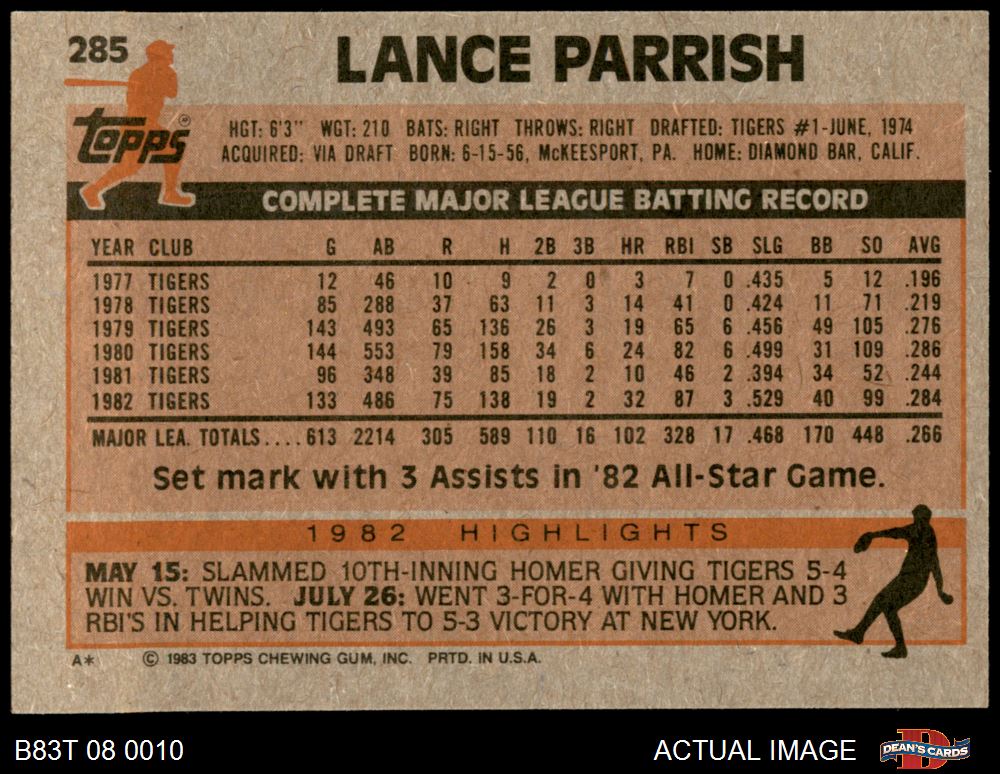 285
LANCE PARRISH
Topps®
HGT: 6'3" WGT: 210 BATS: RIGHT THROWS: RIGHT DRAFTED: TIGERS #1-JUNE, 1974
ACQUIRED: VIA DRAFT BORN: 6-15-56, McKEESPORT, PA. HOME: DIAMOND BAR, CALIF.
COMPLETE MAJOR LEAGUE BATTING RECORD
YEAR CLUB G AB R H 2B 3B HR RBI SB SLG BB SO AVG
1977 TIGERS 12 46 10 9 2 0 3 7 0 .435 5 12 .196
1978 TIGERS 85 288 37 63 11 3 14 41 0 .424 11 71 .219
1979 TIGERS 143 493 65 136 26 3 19 65 6 .456 49 105 .276
1980 TIGERS 144 553 79 158 34 6 24 82 6 .499 31 109 .286
1981 TIGERS 96 348 39 85 18 2 10 46 2 .394 34 52 .244
1982 TIGERS 133 486 75 138 19 2 32 87 3 .529 40 99 .284
MAJOR LEA. TOTALS....613 2214 305 589 110 16 102 328 17 .468 170 448 .266
Set mark with 3 Assists in '82 All-Star Game.
1982 HIGHLIGHTS
MAY 15: SLAMMED 10TH-INNING HOMER GIVING TIGERS 5-4
WIN VS. TWINS. JULY 26: WENT 3-FOR-4 WITH HOMER AND 3
RBI'S IN HELPING TIGERS TO 5-3 VICTORY AT NEW YORK.
A* © 1983 TOPPS CHEWING GUM, INC. PRTD. IN U.S.A.
B83T 08 0010 ACTUAL IMAGE DEAN'S CARDS